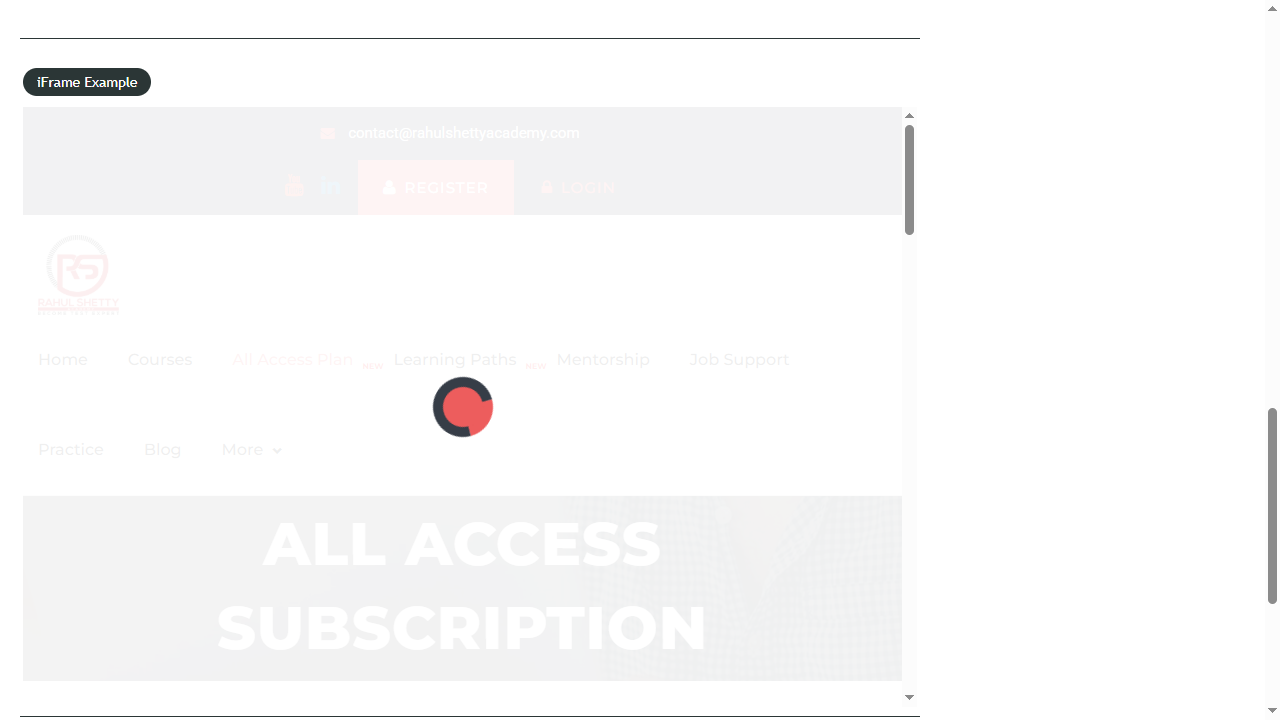 iFrame Example
contact@rahulshettyacademy.com
REGISTER LOGIN
RAHUL SHETTY
Home Courses All Access Plan NEW Learning Paths NEW Mentorship Job Support
Practice Blog More
ALL ACCESS
SUBSCRIPTION